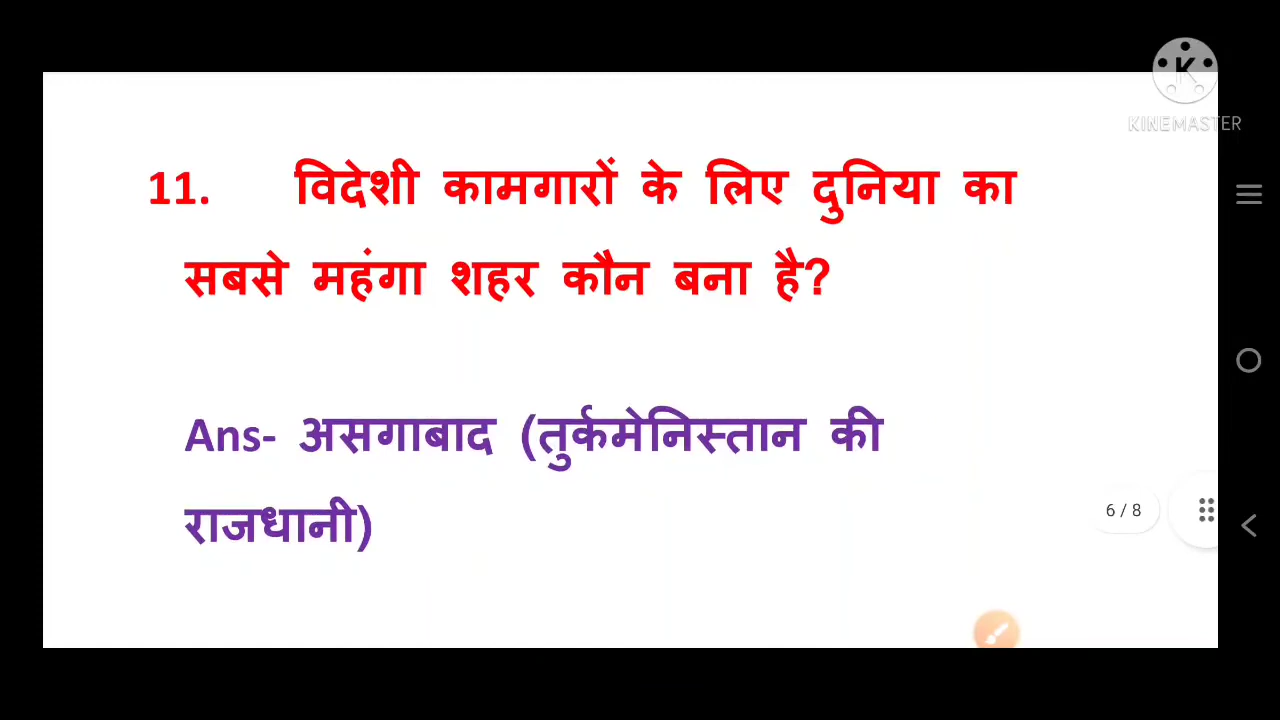 KINEMASTER
11. विदेशी कामगारों के लिए दुनिया का
सबसे महंगा शहर कौन बना है?
Ans- असगाबाद (तुर्कमेनिस्तान की
राजधानी)
6 / 8